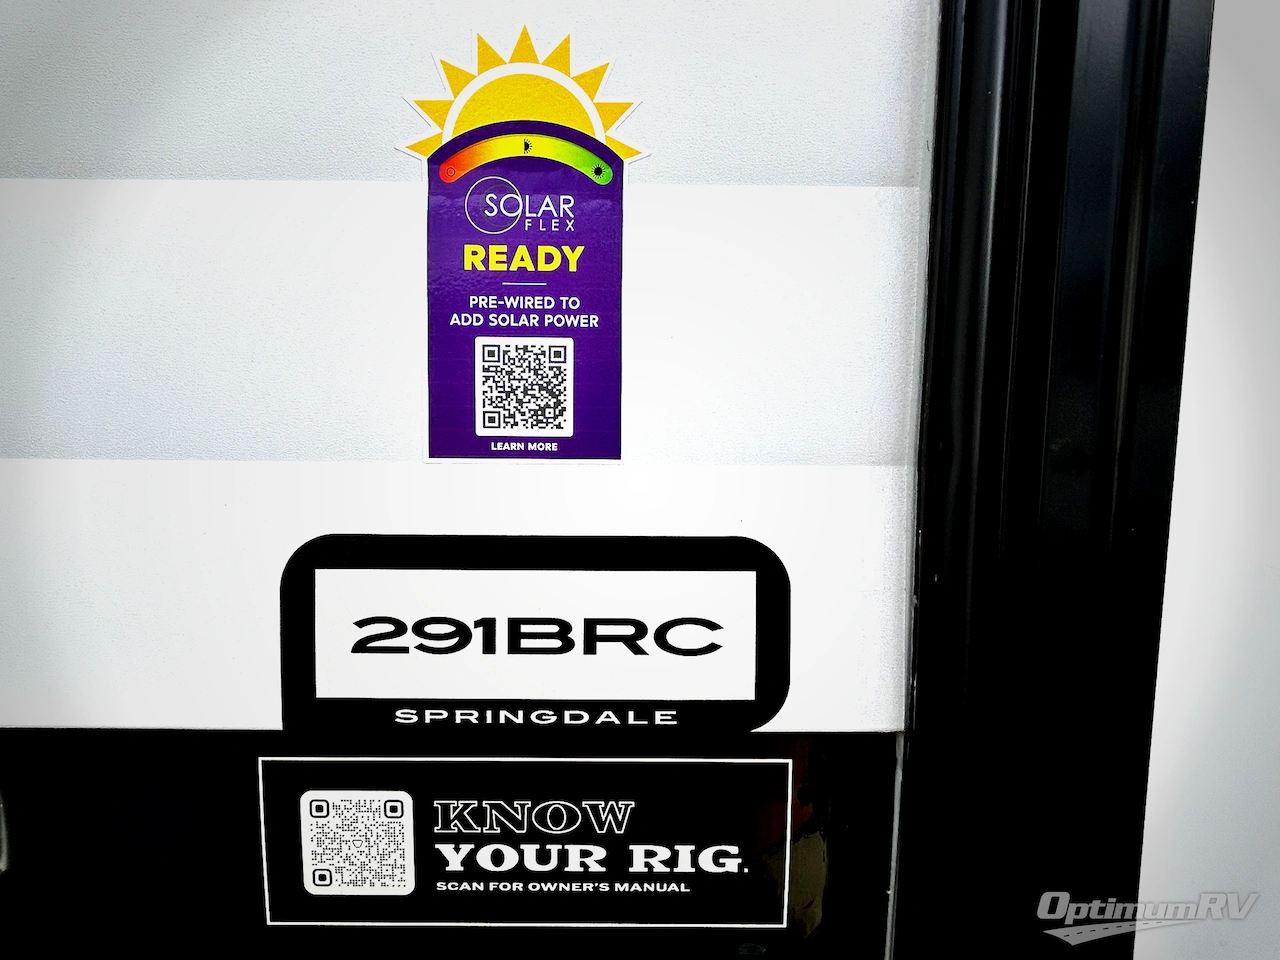 SOLAR
FLEX
READY
PRE-WIRED TO
ADD SOLAR POWER
LEARN MORE
291BRC
SPRINGDALE
KNOW
YOUR RIG.
SCAN FOR OWNER'S MANUAL
OptimumRV